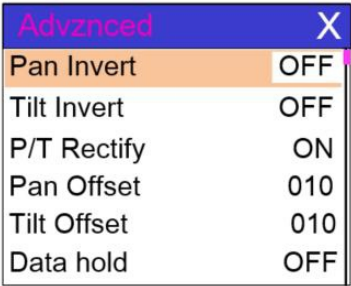 Advznced X
Pan Invert OFF
Tilt Invert OFF
P/T Rectify ON
Pan Offset 010
Tilt Offset 010
Data hold OFF